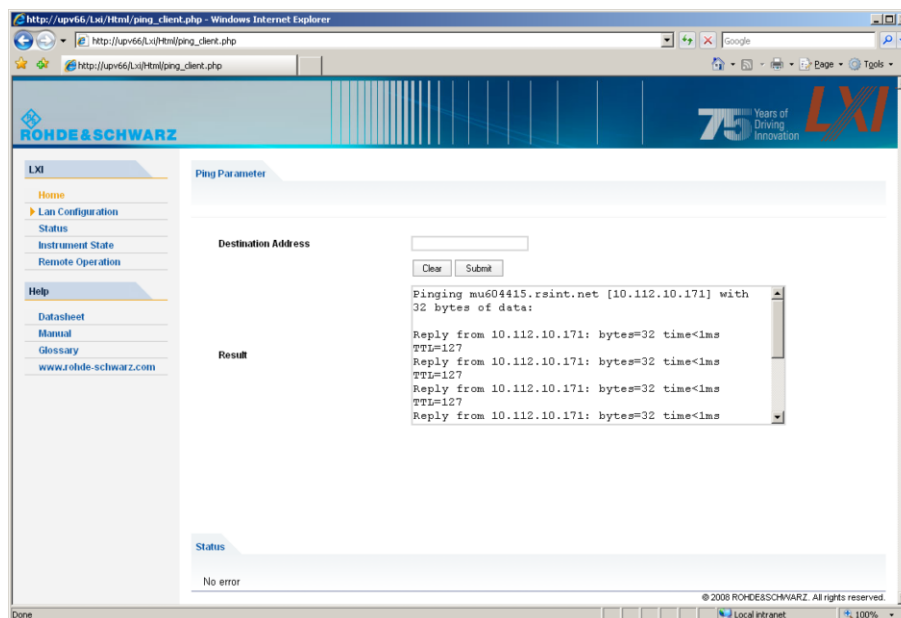 http://upv66/Lxi/Html/ping_client.php - Windows Internet Explorer
http://upv66/Lxi/Html/ping_client.php
Google
http://upv66/Lxi/Html/ping_client.php
Page
Tools
ROHDE&SCHWARZ
75 Years of
Driving
Innovation
LXI
LXI
Home
Lan Configuration
Status
Instrument State
Remote Operation
Help
Datasheet
Manual
Glossary
www.rohde-schwarz.com
Ping Parameter
Destination Address
Clear
Submit
Result
Pinging mu604415.rsint.net [10.112.10.171] with
32 bytes of data:
Reply from 10.112.10.171: bytes=32 time<1ms
TTL=127
Reply from 10.112.10.171: bytes=32 time<1ms
TTL=127
Reply from 10.112.10.171: bytes=32 time<1ms
TTL=127
Reply from 10.112.10.171: bytes=32 time<1ms
Status
No error
© 2008 ROHDE&SCHWARZ. All rights reserved.
Done
Local intranet
100%